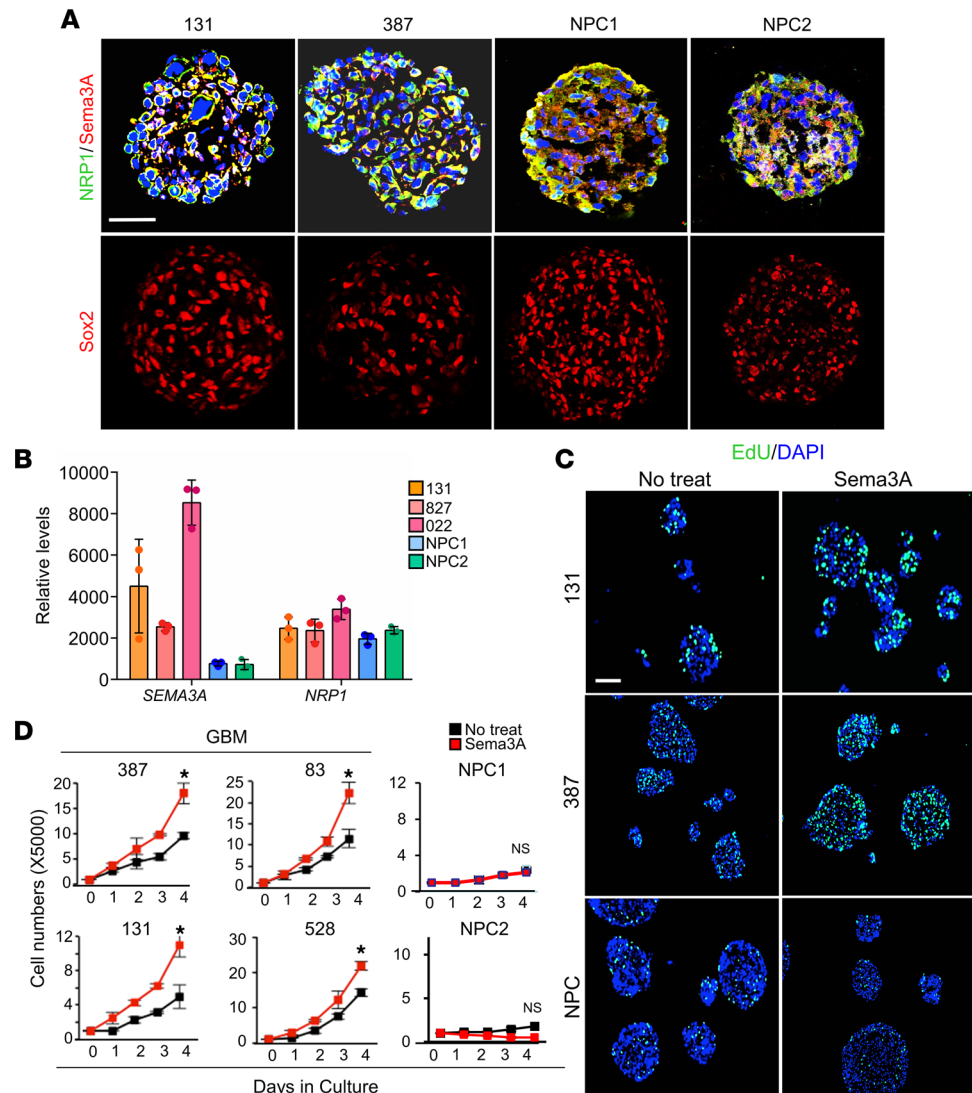 A
131 387 NPC1 NPC2
NRP1/Sema3A
Sox2
B
Relative levels
10000
8000
6000
4000
2000
0
SEMA3A NRP1
131
827
022
NPC1
NPC2
C
EdU/DAPI
No treat Sema3A
131
387
NPC
D
GBM
No treat
Sema3A
Cell numbers (X5000)
387 83 NPC1
20
15
10
5
0
0 1 2 3 4
*
25
20
15
10
5
0
0 1 2 3 4
*
12
8
4
0
0 1 2 3 4
NS
131 528 NPC2
12
8
4
0
0 1 2 3 4
*
30
20
10
0
0 1 2 3 4
*
10
5
0
0 1 2 3 4
NS
Days in Culture